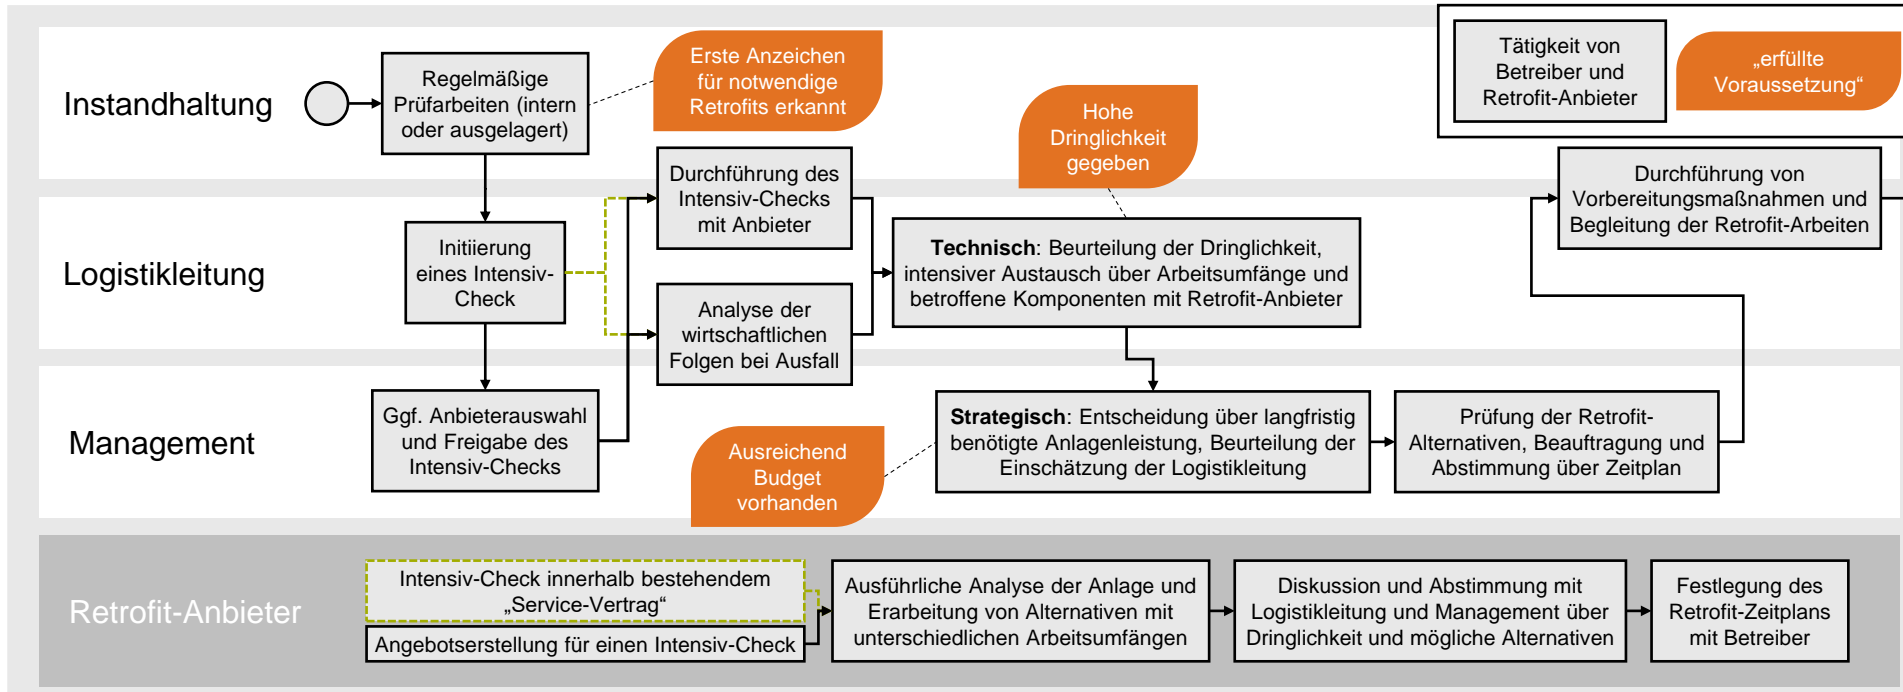 Tätigkeit von
Betreiber und
Retrofit-Anbieter
„erfüllte
Voraussetzung“
Instandhaltung
Regelmäßige
Prüfarbeiten (intern
oder ausgelagert)
Erste Anzeichen
für notwendige
Retrofits erkannt
Hohe
Dringlichkeit
gegeben
Logistikleitung
Initiierung
eines Intensiv-
Check
Durchführung des
Intensiv-Checks
mit Anbieter
Analyse der
wirtschaftlichen
Folgen bei Ausfall
Technisch: Beurteilung der Dringlichkeit,
intensiver Austausch über Arbeitsumfänge und
betroffene Komponenten mit Retrofit-Anbieter
Durchführung von
Vorbereitungsmaßnahmen und
Begleitung der Retrofit-Arbeiten
Management
Ggf. Anbieterauswahl
und Freigabe des
Intensiv-Checks
Ausreichend
Budget
vorhanden
Strategisch: Entscheidung über langfristig
benötigte Anlagenleistung, Beurteilung der
Einschätzung der Logistikleitung
Prüfung der Retrofit-
Alternativen, Beauftragung und
Abstimmung über Zeitplan
Retrofit-Anbieter
Intensiv-Check innerhalb bestehendem
„Service-Vertrag“
Angebotserstellung für einen Intensiv-Check
Ausführliche Analyse der Anlage und
Erarbeitung von Alternativen mit
unterschiedlichen Arbeitsumfängen
Diskussion und Abstimmung mit
Logistikleitung und Management über
Dringlichkeit und mögliche Alternativen
Festlegung des
Retrofit-Zeitplans
mit Betreiber